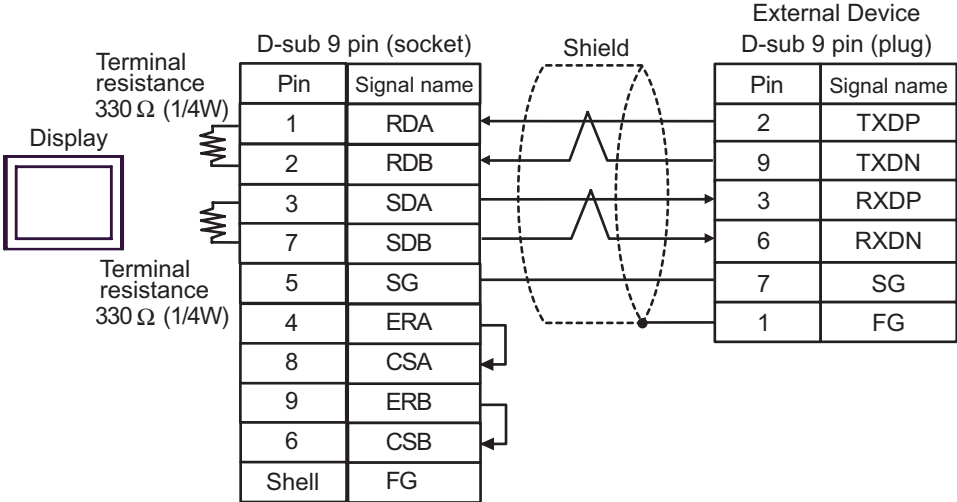 External Device
D-sub 9 pin (socket)
Shield
D-sub 9 pin (plug)
Terminal
resistance
330 Ω (1/4W)
Display
Pin Signal name
1 RDA
2 RDB
3 SDA
7 SDB
5 SG
4 ERA
8 CSA
9 ERB
6 CSB
Shell FG
Terminal
resistance
330 Ω (1/4W)
Pin Signal name
2 TXDP
9 TXDN
3 RXDP
6 RXDN
7 SG
1 FG